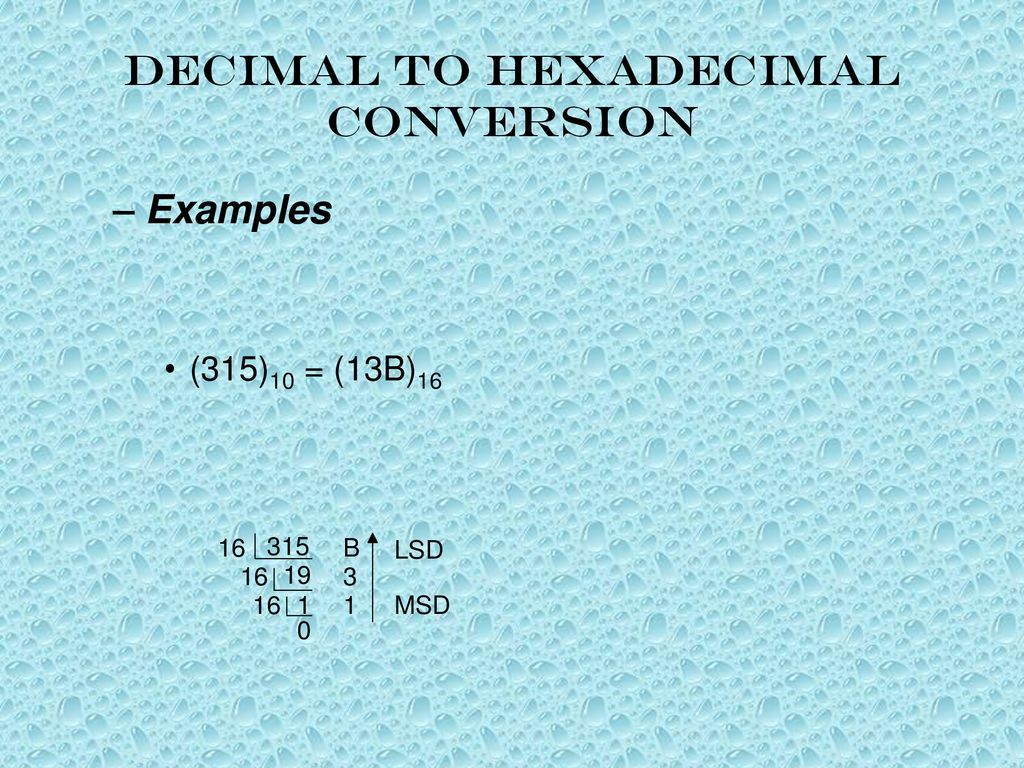 DECIMAL TO HEXADECIMAL
CONVERSION
– Examples
• (315)10 = (13B)16
16 315 B LSD
16 19 3
16 1 1 MSD
0